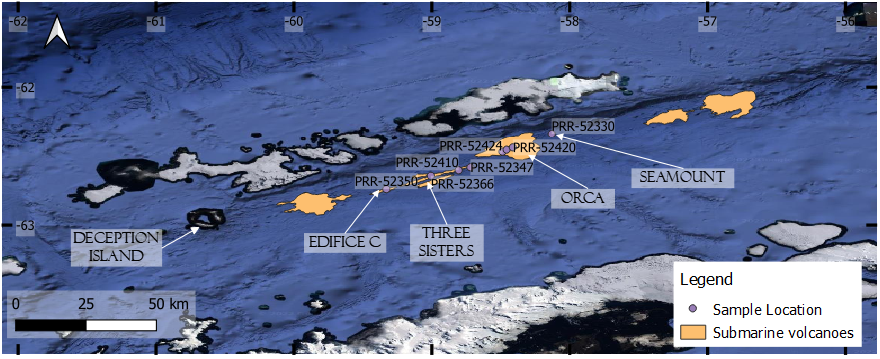 -62
-61
-60
-59
-58
-57
-56
-62
-62
PRR-52330
PRR-52424
PRR-52420
PRR-52410
PRR-52347
PRR-52350
PRR-52366
SEAMOUNT
ORCA
-63
-63
DECEPTION
ISLAND
EDIFICE C
THREE
SISTERS
0
25
50 km
Legend
Sample Location
Submarine volcanoes